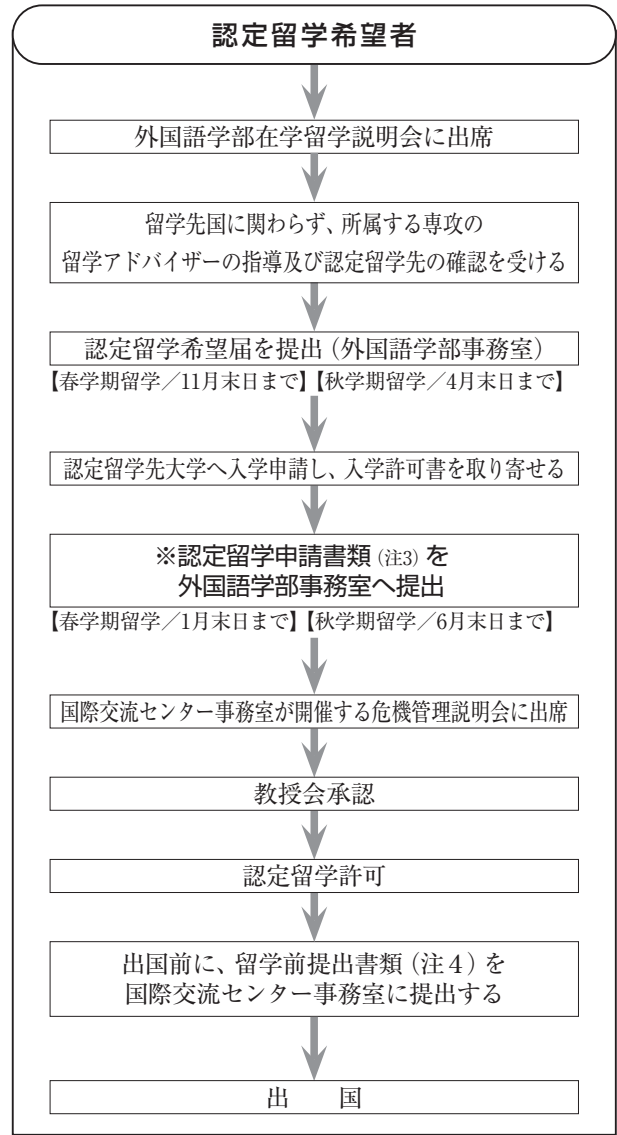 認定留学希望者
外国語学部在学留学説明会に出席
留学先国に関わらず、所属する専攻の
留学アドバイザーの指導及び認定留学先の確認を受ける
認定留学希望届を提出（外国語学部事務室）
【春学期留学／11月末日まで】【秋学期留学／4月末まで】
認定留学先大学へ入学申請し、入学許可書を取り寄せる
※認定留学申請書類（注3）を
外国語学部事務室へ提出
【春学期留学／1月末日まで】【秋学期留学／6月末日まで】
国際交流センター事務室が開催する危機管理説明会に出席
教授会承認
認定留学許可
出国前に、留学前提出書類（注４）を
国際交流センター事務室に提出する
出　　国